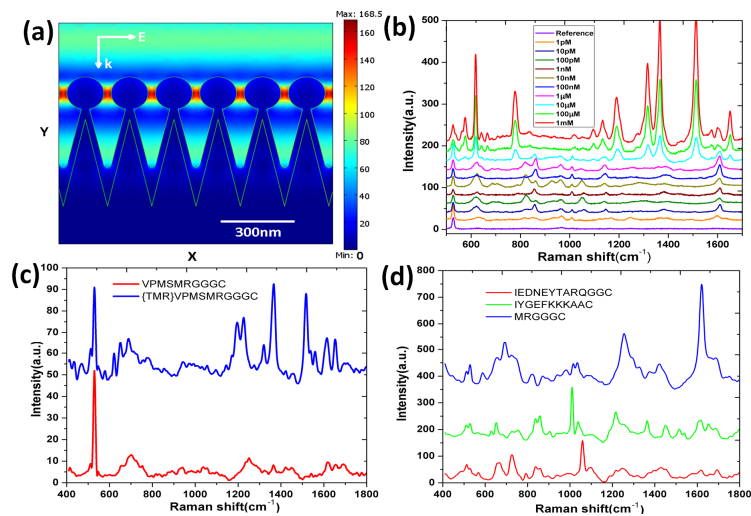 (a)
E
k
Y
X
300nm
Max: 168.5
160
140
120
100
80
60
40
20
0
Min: 0
(b)
Intensity(a.u.)
500
400
300
200
100
0
Reference
1pM
10pM
100pM
1nM
10nM
100nM
1μM
10μM
100μM
1mM
600 800 1000 1200 1400 1600
Raman shift(cm⁻¹)
(c)
Intensity(a.u.)
100
90
80
70
60
50
40
30
20
10
0
VPMSMRGGGC
{TMR}VPMSMRGGGC
400 600 800 1000 1200 1400 1600 1800
Raman shift(cm⁻¹)
(d)
Intensity(a.u.)
800
700
600
500
400
300
200
100
0
IEDNEYTARQGGC
IYGEFKKKAAC
MRGGGC
400 600 800 1000 1200 1400 1600 1800
Raman shift(cm⁻¹)